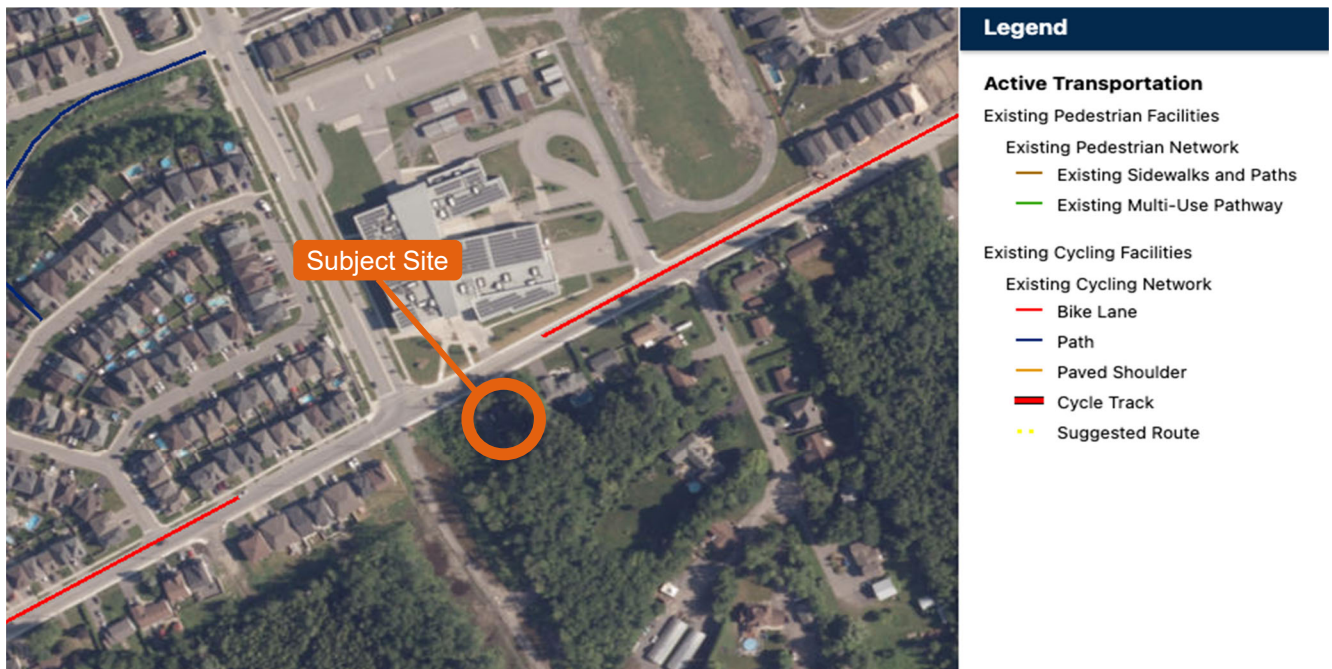 Subject Site
Legend
Active Transportation
Existing Pedestrian Facilities
Existing Pedestrian Network
Existing Sidewalks and Paths
Existing Multi-Use Pathway
Existing Cycling Facilities
Existing Cycling Network
Bike Lane
Path
Paved Shoulder
Cycle Track
Suggested Route